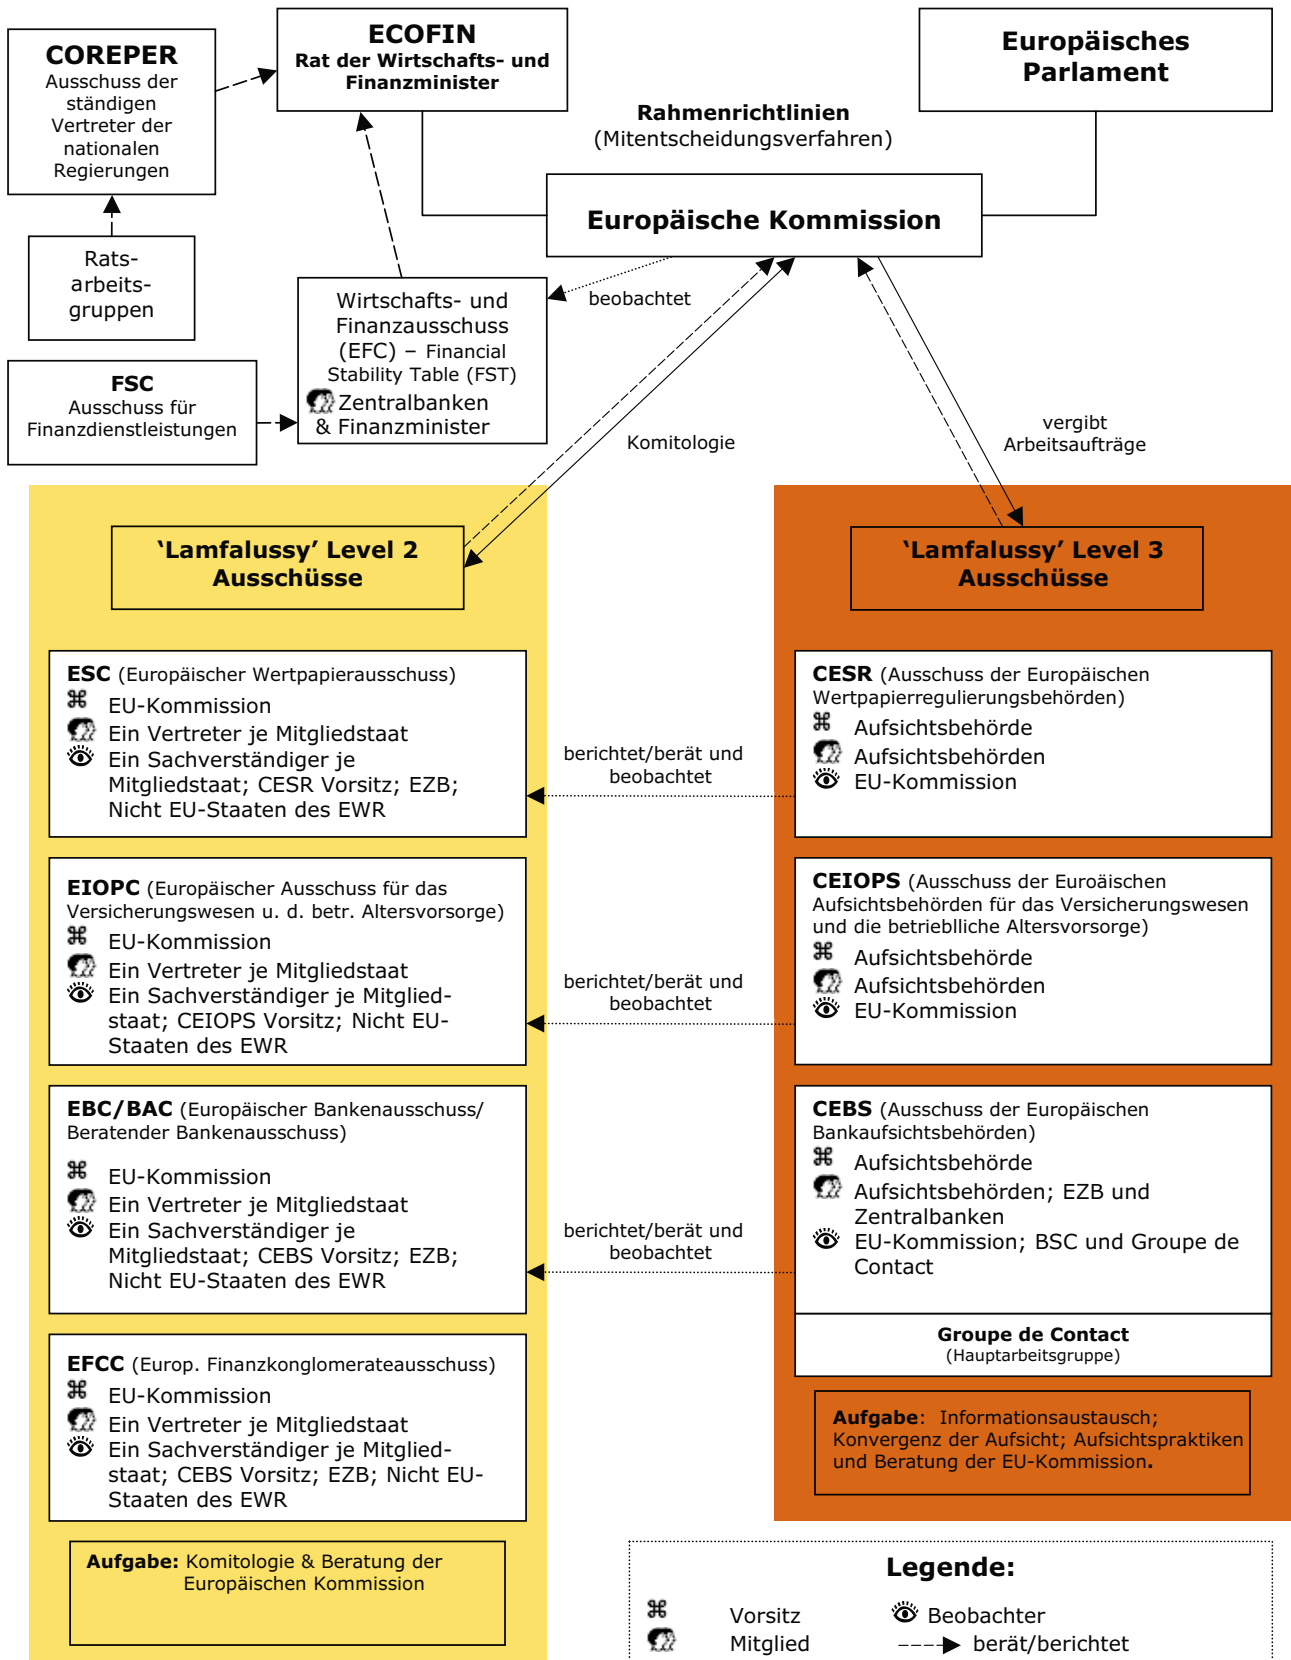 COREPER
Ausschuss der
ständigen
Vertreter der
nationalen
Regierungen
ECOFIN
Rat der Wirtschafts- und
Finanzminister
Europäisches
Parlament
Rahmenrichtlinien
(Mitentscheidungsverfahren)
Europäische Kommission
Rats-
arbeits-
gruppen
beobachtet
Wirtschafts- und
Finanzausschuss
(EFC) – Financial
Stability Table (FST)
Zentralbanken
& Finanzminister
FSC
Ausschuss für
Finanzdienstleistungen
Komitologie
vergibt
Arbeitsaufträge
‘Lamfalussy’ Level 2
Ausschüsse
ESC (Europäischer Wertpapierausschuss)
⌘ EU-Kommission
Ein Vertreter je Mitgliedstaat
Ein Sachverständiger je
Mitgliedstaat; CESR Vorsitz; EZB;
Nicht EU-Staaten des EWR
EIOPC (Europäischer Ausschuss für das
Versicherungswesen u. d. betr. Altersvorsorge)
⌘ EU-Kommission
Ein Vertreter je Mitgliedstaat
Ein Sachverständiger je Mitglied-
staat; CEIOPS Vorsitz; Nicht EU-
Staaten des EWR
EBC/BAC (Europäischer Bankenausschuss/
Beratender Bankenausschuss)
⌘ EU-Kommission
Ein Vertreter je Mitgliedstaat
Ein Sachverständiger je
Mitgliedstaat; CEBS Vorsitz; EZB;
Nicht EU-Staaten des EWR
EFCC (Europ. Finanzkonglomerateausschuss)
⌘ EU-Kommission
Ein Vertreter je Mitgliedstaat
Ein Sachverständiger je Mitglied-
staat; CEBS Vorsitz; EZB; Nicht EU-
Staaten des EWR
Aufgabe: Komitologie & Beratung der
Europäischen Kommission
berichtet/berät und
beobachtet
berichtet/berät und
beobachtet
berichtet/berät und
beobachtet
‘Lamfalussy’ Level 3
Ausschüsse
CESR (Ausschuss der Europäischen
Wertpapierregulierungsbehörden)
⌘ Aufsichtsbehörde
Aufsichtsbehörden
EU-Kommission
CEIOPS (Ausschuss der Euroäischen
Aufsichtsbehörden für das Versicherungswesen
und die betrieblliche Altersvorsorge)
⌘ Aufsichtsbehörde
Aufsichtsbehörden
EU-Kommission
CEBS (Ausschuss der Europäischen
Bankaufsichtsbehörden)
⌘ Aufsichtsbehörde
Aufsichtsbehörden; EZB und
Zentralbanken
EU-Kommission; BSC und Groupe de
Contact
Groupe de Contact
(Hauptarbeitsgruppe)
Aufgabe: Informationsaustausch;
Konvergenz der Aufsicht; Aufsichtspraktiken
und Beratung der EU-Kommission.
Legende:
⌘ Vorsitz Beobachter
Mitglied berät/berichtet